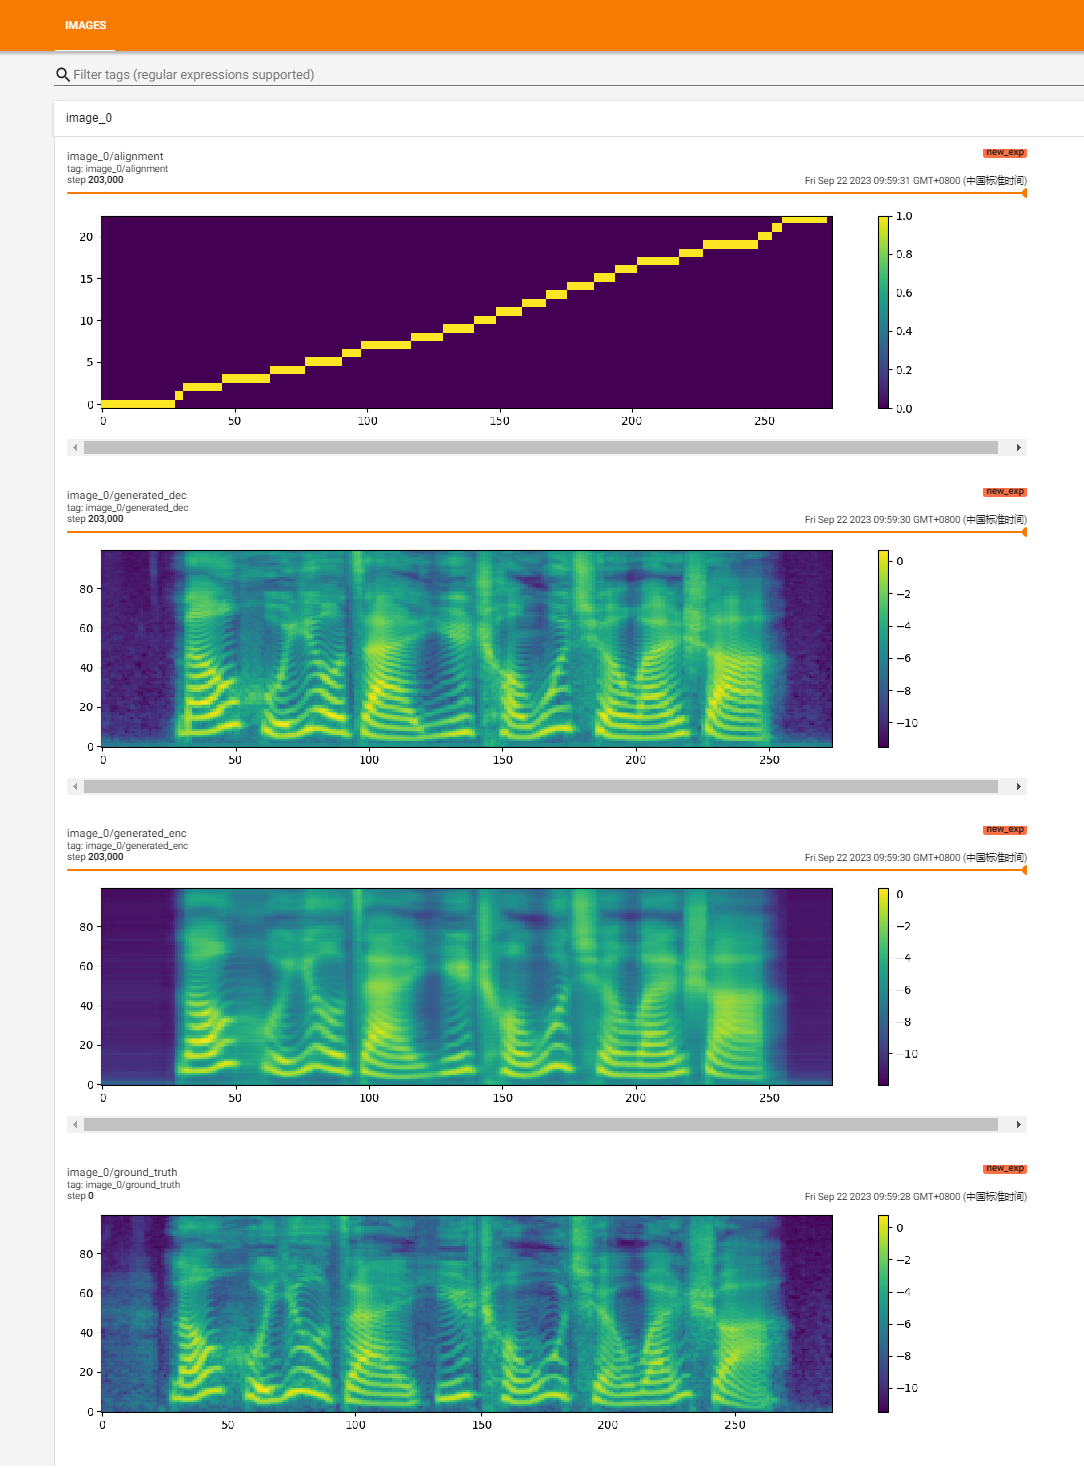 IMAGES
Filter tags (regular expressions supported)
image_0
image_0/alignment
new_exp
tag: image_0/alignment
step 203,000
Fri Sep 22 2023 09:59:31 GMT+0800 (中国标准时间)
20
15
10
5
0
0 50 100 150 200 250
1.0
0.8
0.6
0.4
0.2
0.0
image_0/generated_dec
new_exp
tag: image_0/generated_dec
step 203,000
Fri Sep 22 2023 09:59:30 GMT+0800 (中国标准时间)
80
60
40
20
0
0 50 100 150 200 250
0
−2
−4
−6
−8
−10
image_0/generated_enc
new_exp
tag: image_0/generated_enc
step 203,000
Fri Sep 22 2023 09:59:30 GMT+0800 (中国标准时间)
80
60
40
20
0
0 50 100 150 200 250
0
−2
−4
−6
−8
−10
image_0/ground_truth
new_exp
tag: image_0/ground_truth
step 0
Fri Sep 22 2023 09:59:28 GMT+0800 (中国标准时间)
80
60
40
20
0
0 50 100 150 200 250
0
−2
−4
−6
−8
−10